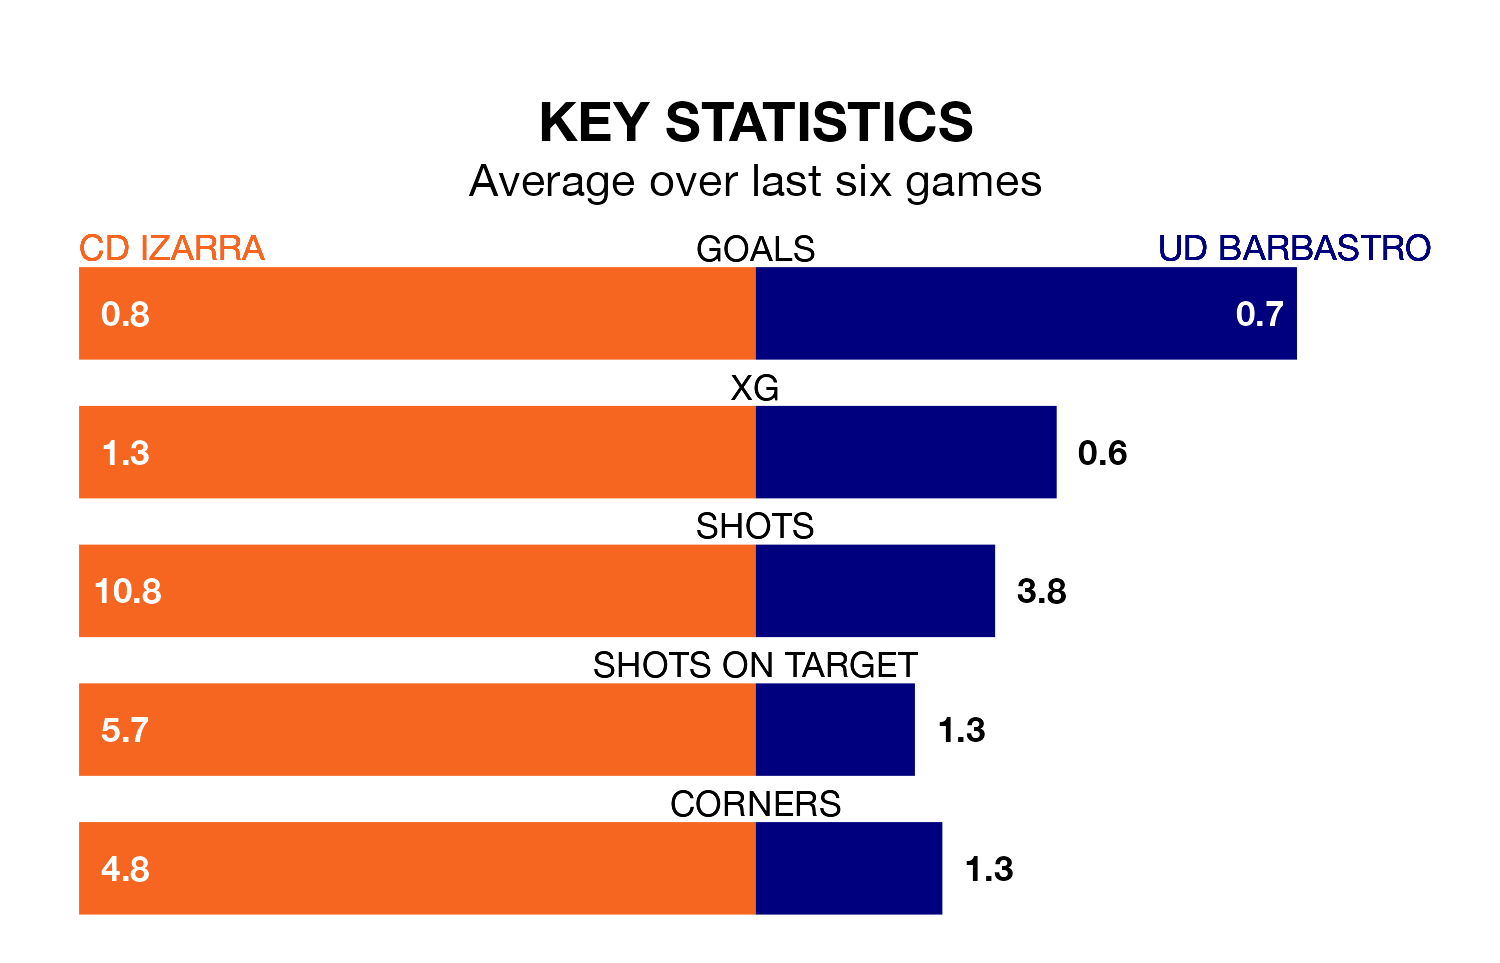 KEY STATISTICS
Average over last six games
CD IZARRA GOALS UD BARBASTRO
0.8 0.7
XG
1.3 0.6
SHOTS
10.8 3.8
SHOTS ON TARGET
5.7 1.3
CORNERS
4.8 1.3